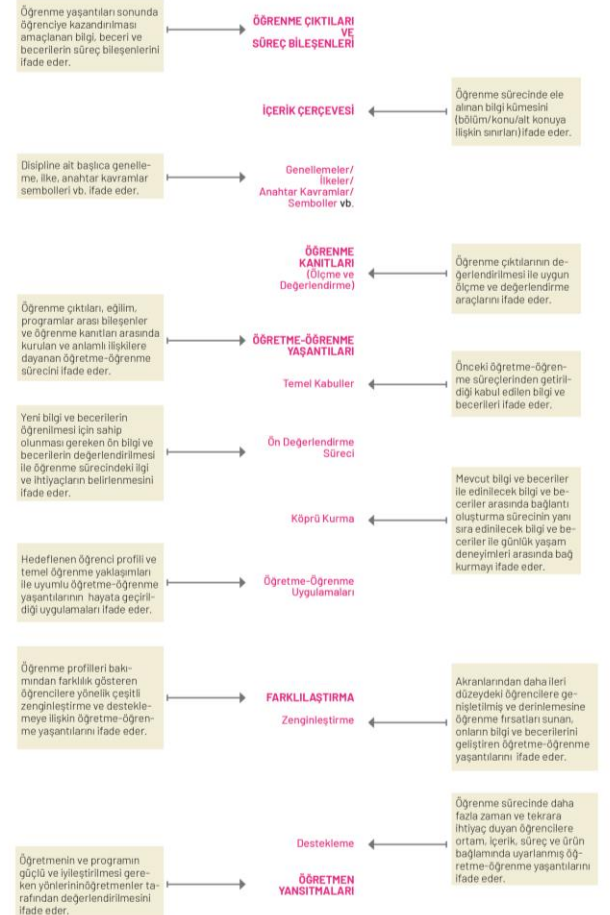 Öğrenme yaşantıları sonunda
öğrenciye kazandırılması
amaçlanan bilgi, beceri ve
becerilerin süreç bileşenlerini
ifade eder.
ÖĞRENME ÇIKTILARI
VE
SÜREÇ BİLEŞENLERİ
İÇERİK ÇERÇEVESİ
Öğrenme sürecinde ele
alınan bilgi kümesini
(bölüm/konu/alt konuya
ilişkin sınırları) ifade eder.
Disipline ait başlıca genelle-
me, ilke, anahtar kavramlar
sembolleri vb. ifade eder.
Genellemeler/
İlkeler/
Anahtar Kavramlar/
Semboller vb.
ÖĞRENME
KANITLARI
(Ölçme ve
Değerlendirme)
Öğrenme çıktılarının de-
ğerlendirilmesi ile uygun
ölçme ve değerlendirme
araçlarını ifade eder.
Öğrenme çıktıları, eğilim,
programlar arası bileşenler
ve öğrenme kanıtları arasında
kurulan ve anlamlı ilişkilere
dayanan öğretme-öğrenme
sürecini ifade eder.
ÖĞRETME-ÖĞRENME
YAŞANTILARI
Temel Kabuller
Önceki öğretme-öğren-
me süreçlerinden getiril-
diği kabul edilen bilgi ve
becerileri ifade eder.
Yeni bilgi ve becerilerin
öğrenilmesi için sahip
olunması gereken ön bilgi ve
becerilerin değerlendirilmesi
ile öğrenme sürecindeki ilgi
ve ihtiyaçların belirlenmesini
ifade eder.
Ön Değerlendirme
Süreci
Köprü Kurma
Mevcut bilgi ve beceriler
ile edinilecek bilgi ve be-
ceriler arasında bağlantı
oluşturma sürecinin yanı
sıra edinilecek bilgi ve be-
ceriler ile günlük yaşam
deneyimleri arasında bağ
kurmayı ifade eder.
Hedeflenen öğrenci profili ve
temel öğrenme yaklaşımları
ile uyumlu öğretme-öğrenme
yaşantılarının hayata geçiril-
diği uygulamaları ifade eder.
Öğretme-Öğrenme
Uygulamaları
Öğrenme profilleri bakı-
mından farklılık gösteren
öğrencilere yönelik çeşitli
zenginleştirme ve destekle-
meye ilişkin öğretme-öğren-
me yaşantılarını ifade eder.
FARKLILAŞTIRMA
Zenginleştirme
Akranlarından daha ileri
düzeydeki öğrencilere ge-
nişletilmiş ve derinlemesine
öğrenme fırsatları sunan,
onların bilgi ve becerilerini
geliştiren öğretme-öğrenme
yaşantılarını ifade eder.
Destekleme
Öğrenme sürecinde daha
fazla zaman ve tekrara
ihtiyaç duyan öğrencilere
ortam, içerik, süreç ve ürün
bağlamında uyarlanmış öğ-
retme-öğrenme yaşantılarını
ifade eder.
Öğretmenin ve programın
güçlü ve iyileştirilmesi gere-
ken yönlerininöğretmenler ta-
rafından değerlendirilmesini
ifade eder.
ÖĞRETMEN
YANSITMALARI